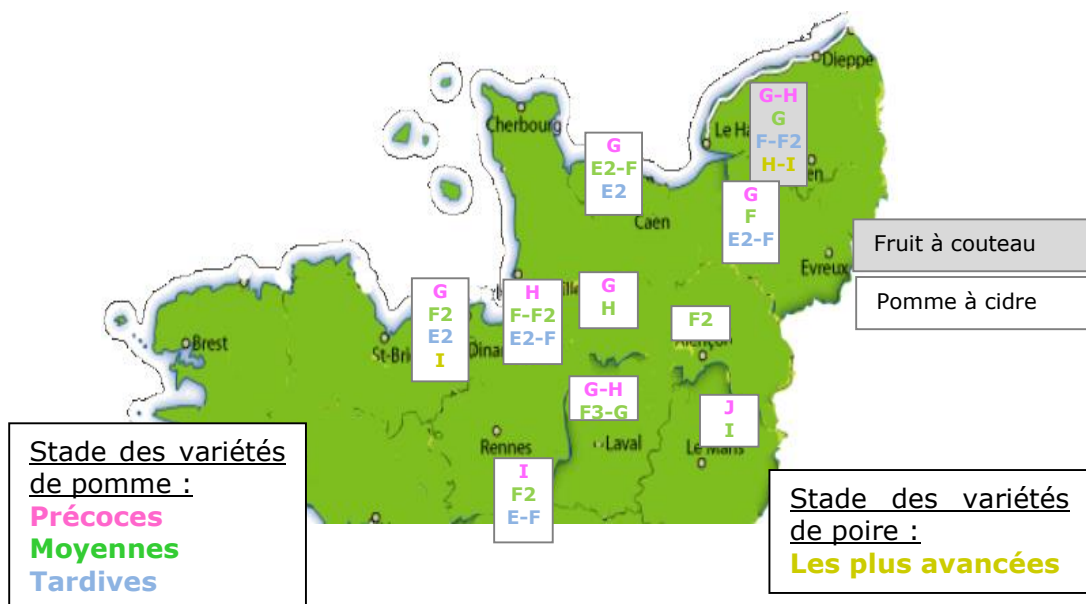 Dieppe
G-H
G
F-F2
H-I
Cherbourg
Le Ha
en
G
E2-F
E2
Caen
G
F
E2-F
Evreux
Fruit à couteau
Pomme à cidre
G
F2
E2
I
H
F-F2
E2-F
ille
G
H
F2
Alençon
Brest
St-Bri
Dinar
G-H
F3-G
J
I
Rennes
Laval
Le Mans
I
F2
E-F
Stade des variétés
de pomme :
Précoces
Moyennes
Tardives
Stade des variétés
de poire :
Les plus avancées